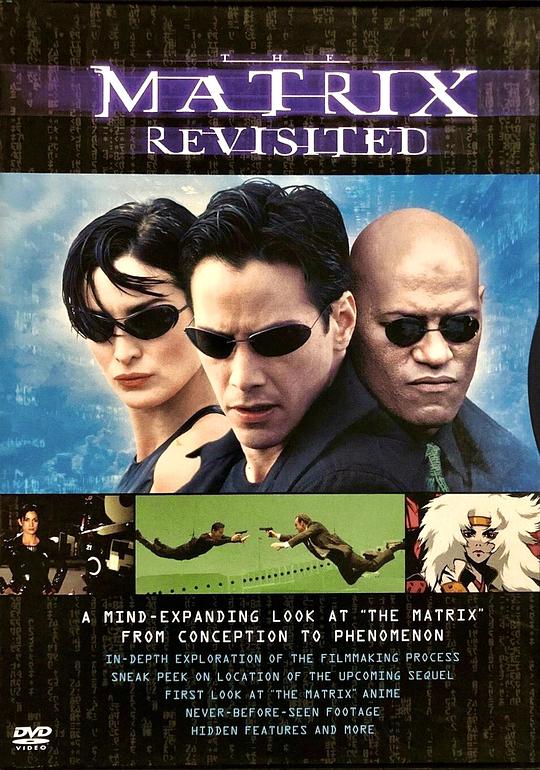 THE
MATRIX
REVISITED
21
A MIND-EXPANDING LOOK AT "THE MATRIX"
FROM CONCEPTION TO PHENOMENON
IN-DEPTH EXPLORATION OF THE FILMMAKING PROCESS
SNEAK PEEK ON LOCATION OF THE UPCOMING SEQUEL
FIRST LOOK AT "THE MATRIX" ANIME
NEVER-BEFORE-SEEN FOOTAGE
HIDDEN FEATURES AND MORE
DVD
VIDEO